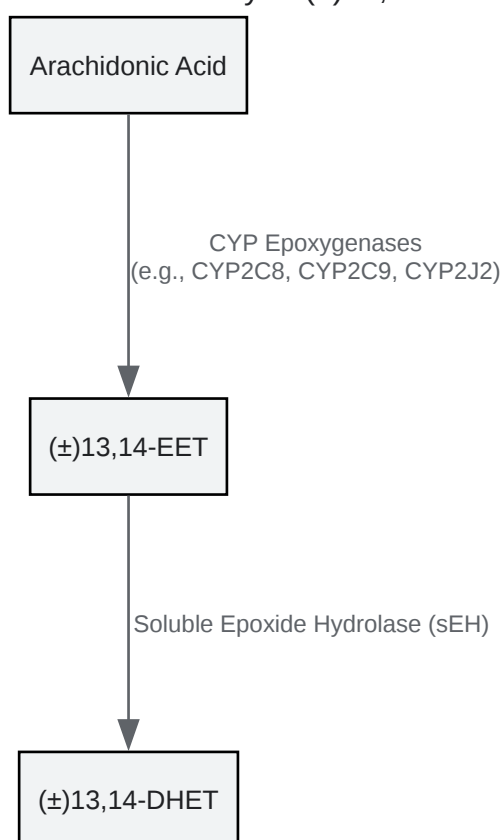 Arachidonic Acid
CYP Epoxygenases
(e.g., CYP2C8, CYP2C9, CYP2J2)
(±)13,14-EET
Soluble Epoxide Hydrolase (sEH)
(±)13,14-DHET